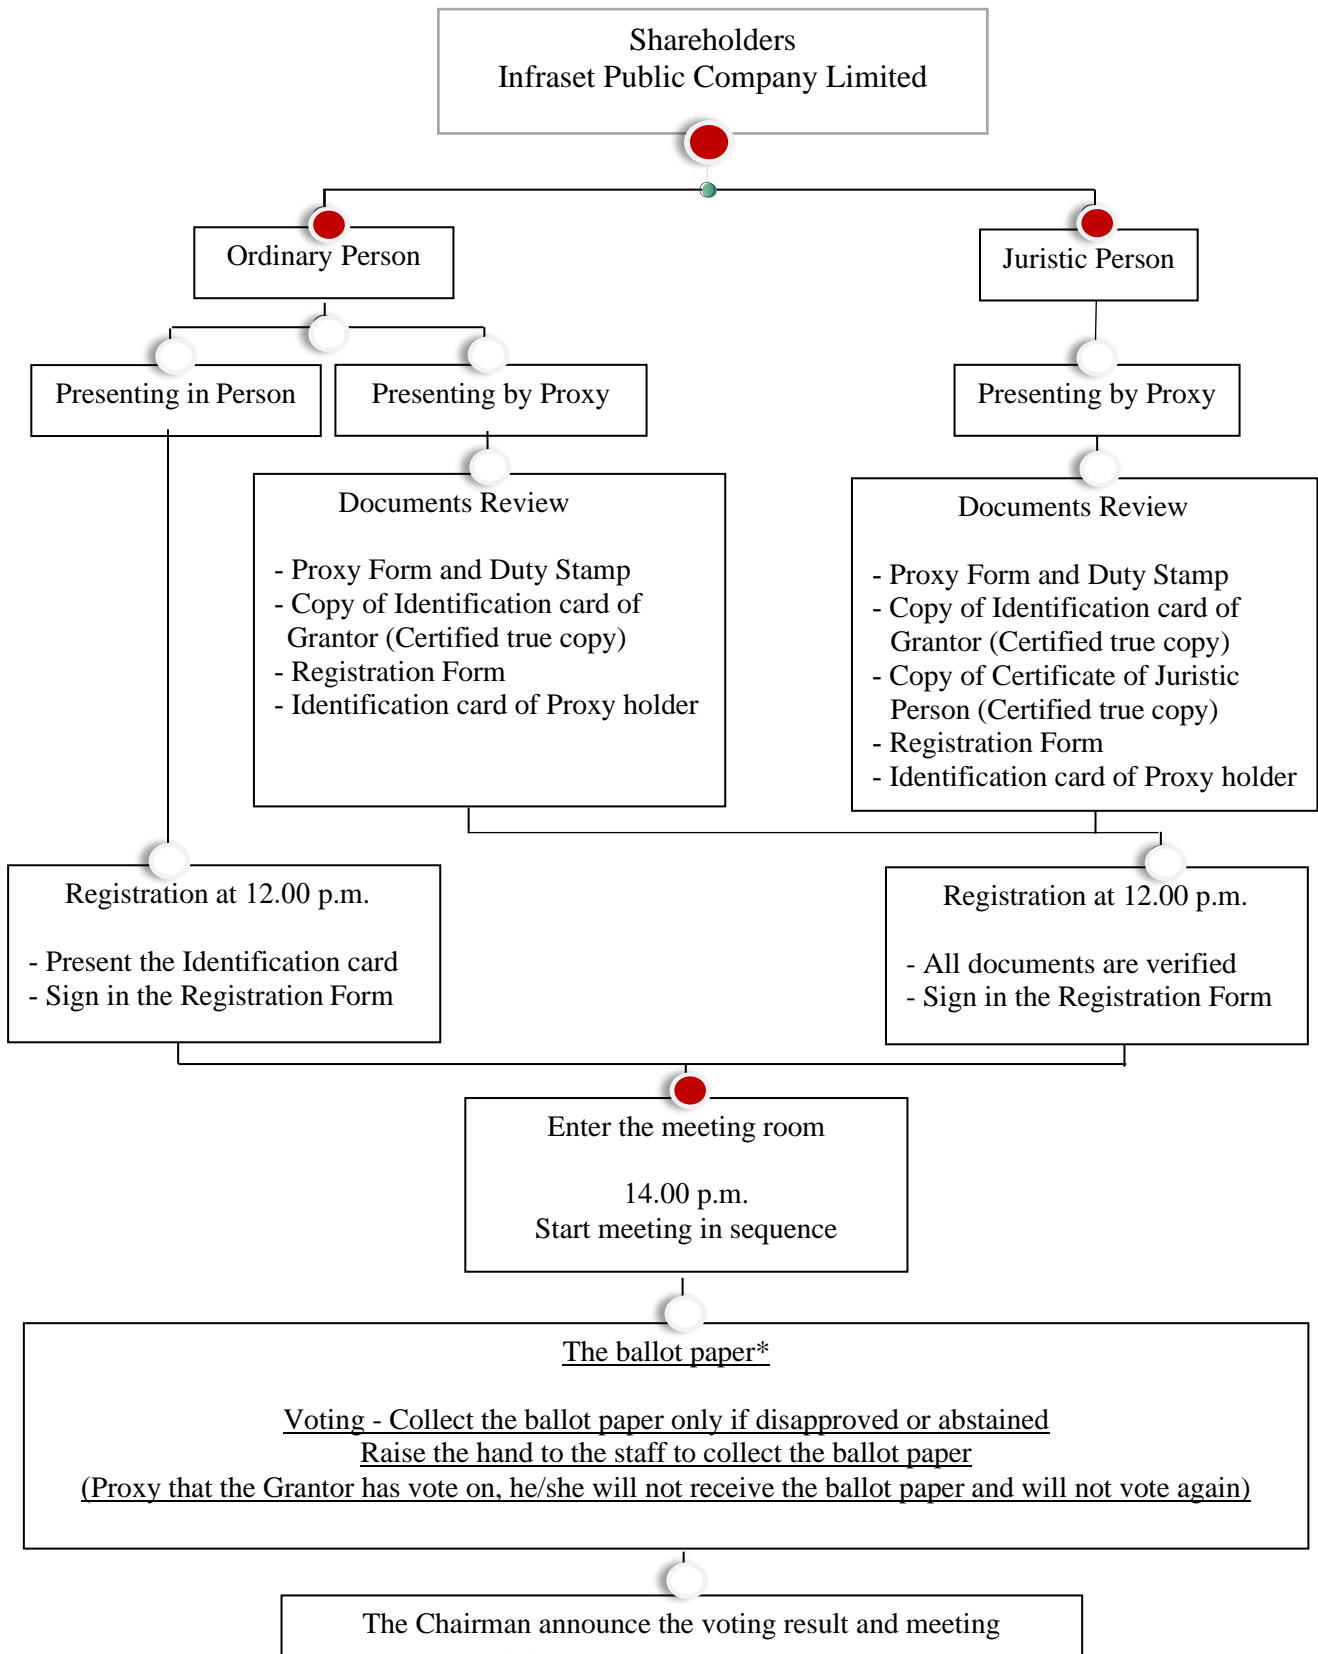 Shareholders
Infraset Public Company Limited
Ordinary Person
Juristic Person
Presenting in Person
Presenting by Proxy
Presenting by Proxy
Documents Review
- Proxy Form and Duty Stamp
- Copy of Identification card of
Grantor (Certified true copy)
- Registration Form
- Identification card of Proxy holder
Documents Review
- Proxy Form and Duty Stamp
- Copy of Identification card of
Grantor (Certified true copy)
- Copy of Certificate of Juristic
Person (Certified true copy)
- Registration Form
- Identification card of Proxy holder
Registration at 12.00 p.m.
- Present the Identification card
- Sign in the Registration Form
Registration at 12.00 p.m.
- All documents are verified
- Sign in the Registration Form
Enter the meeting room
14.00 p.m.
Start meeting in sequence
The ballot paper*
Voting - Collect the ballot paper only if disapproved or abstained
Raise the hand to the staff to collect the ballot paper
(Proxy that the Grantor has vote on, he/she will not receive the ballot paper and will not vote again)
The Chairman announce the voting result and meeting